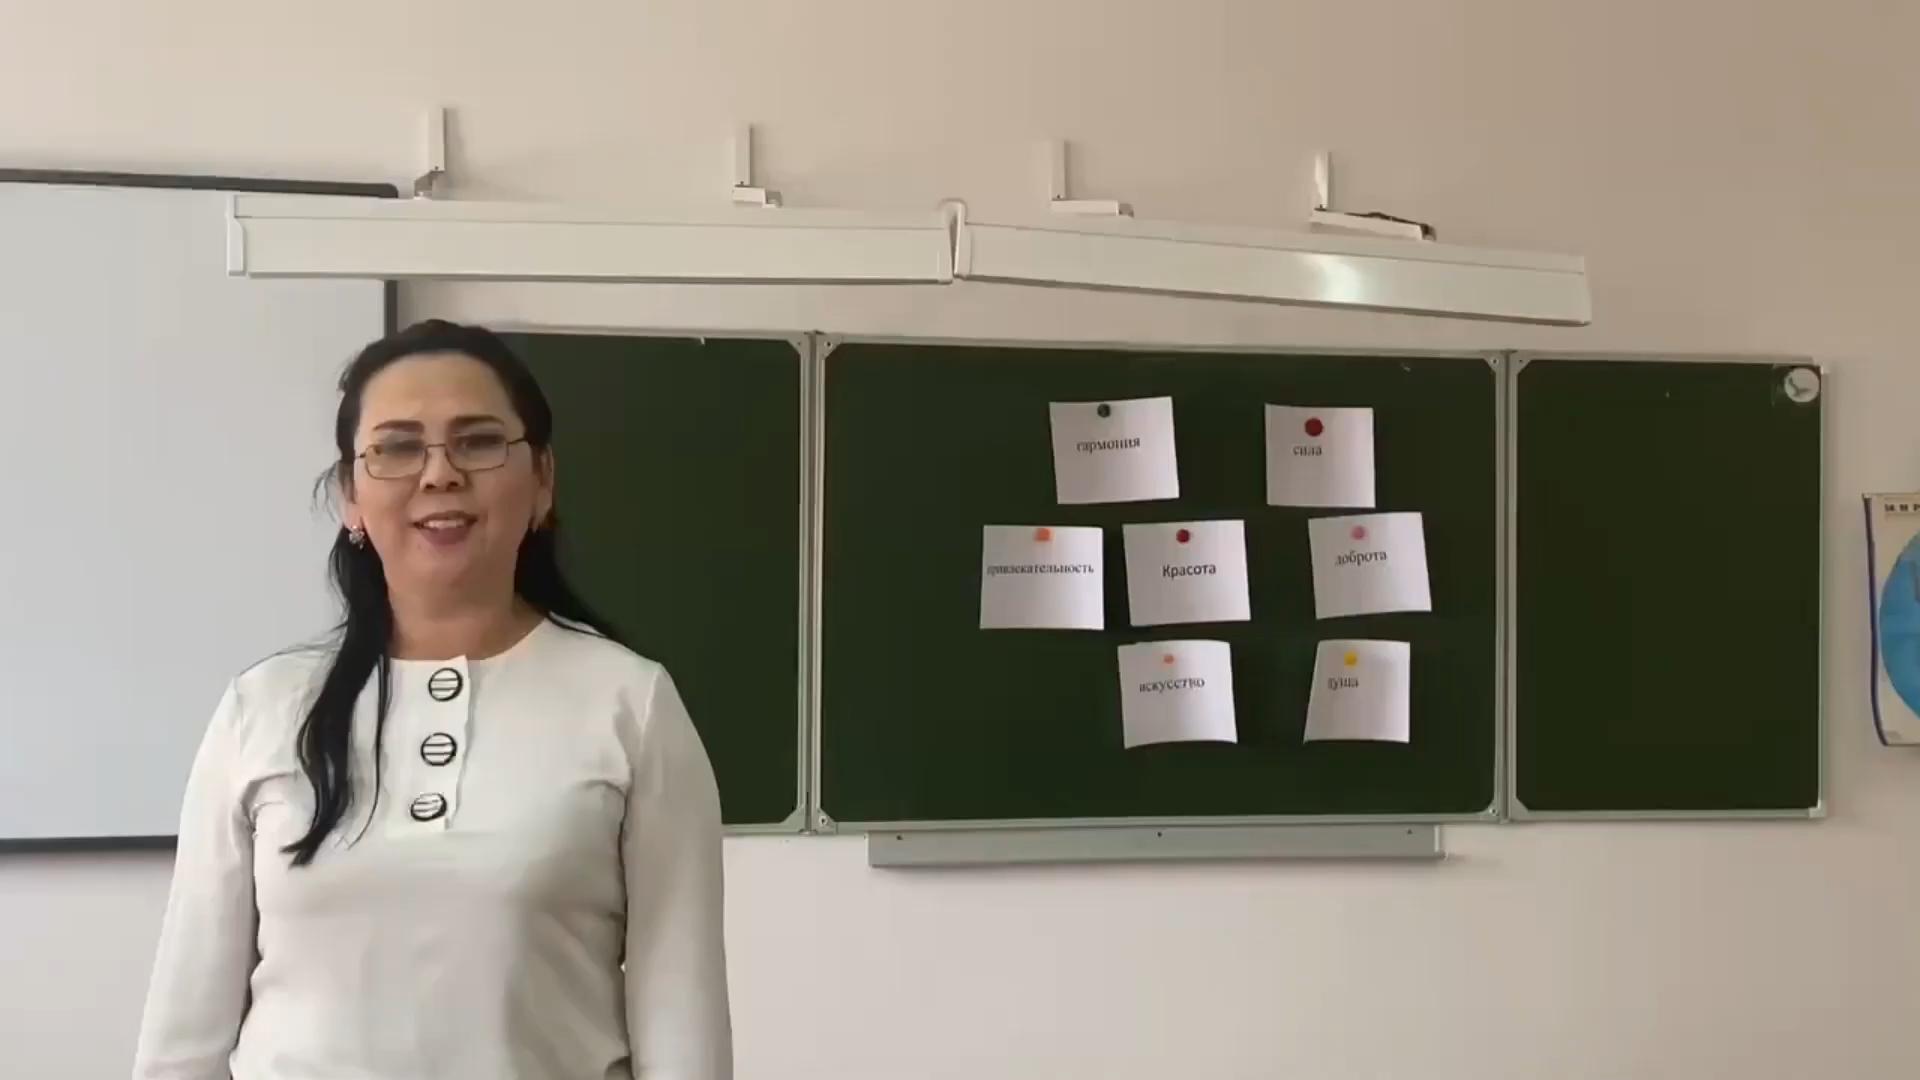 гармония
сила
привлекательность
Красота
доброта
искусство
душа